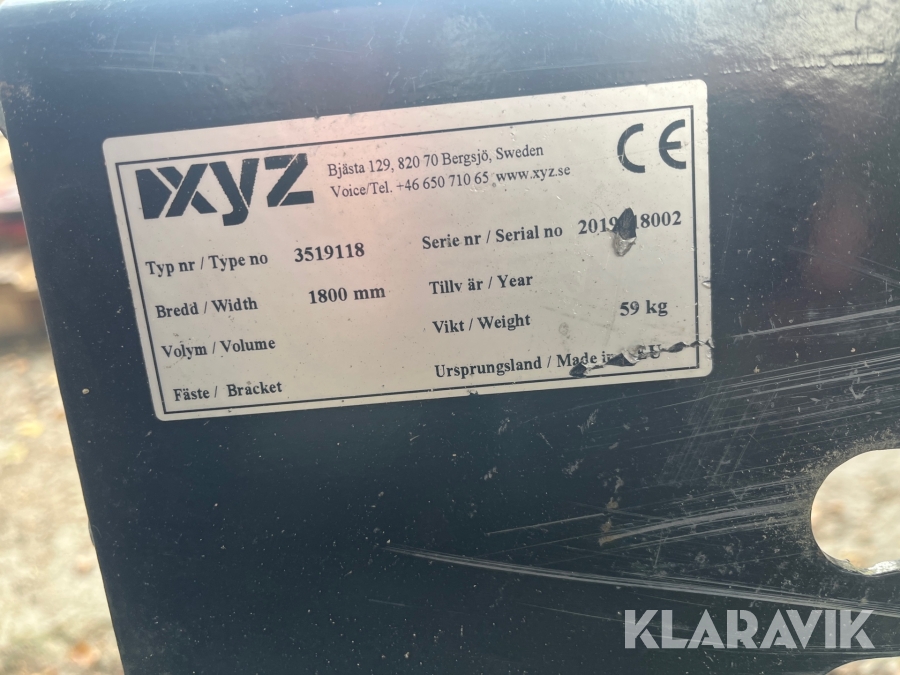 xyz
Bjästa 129, 820 70 Bergsjö, Sweden
Voice/Tel. +46 650 710 65 www.xyz.se
CE
Typ nr / Type no 3519118
Serie nr / Serial no
Bredd / Width 1800 mm
Tillv år / Year
Volym / Volume
Vikt / Weight 59 kg
Fäste / Bracket
Ursprungsland / Made EU
KLARAVIK